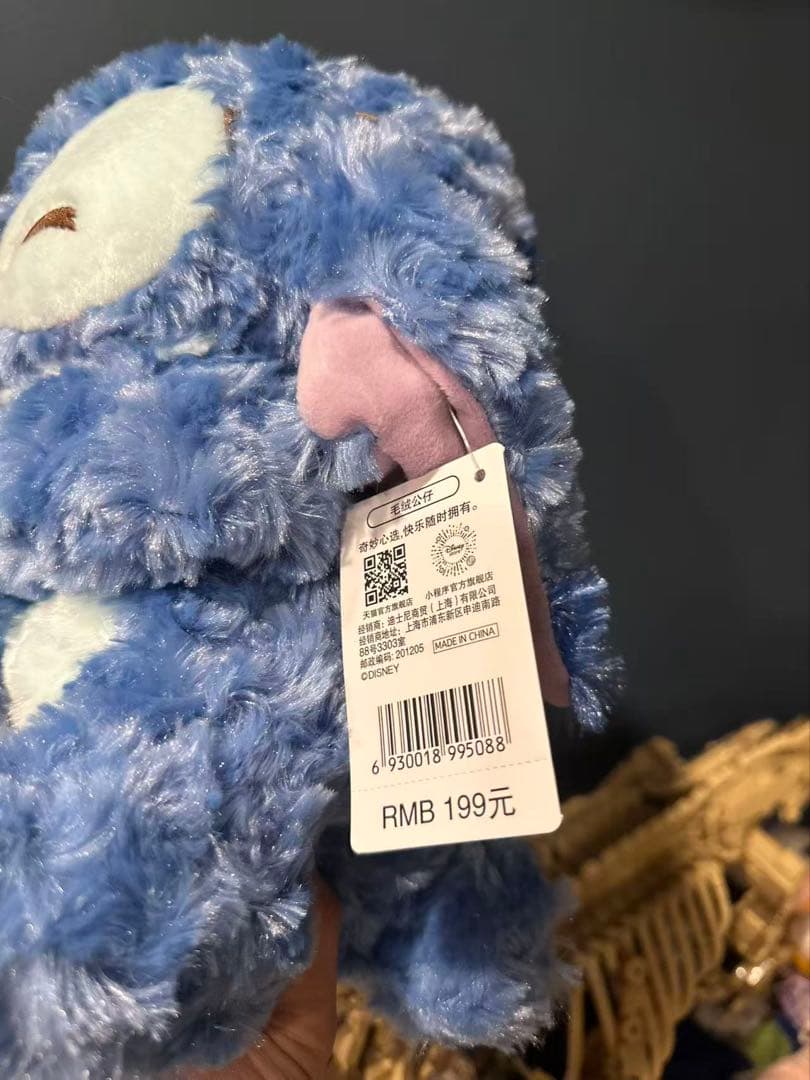 毛绒公仔
奇妙心选,快乐随时拥有。
Disney
天猫官方旗舰店
小程序官方旗舰店
经销商：迪士尼商贸（上海）有限公司
经销商地址：上海市浦东新区申迪南路
88号3303室
邮政编码: 201205
MADE IN CHINA
©DISNEY
6 930018 995088
RMB 199元